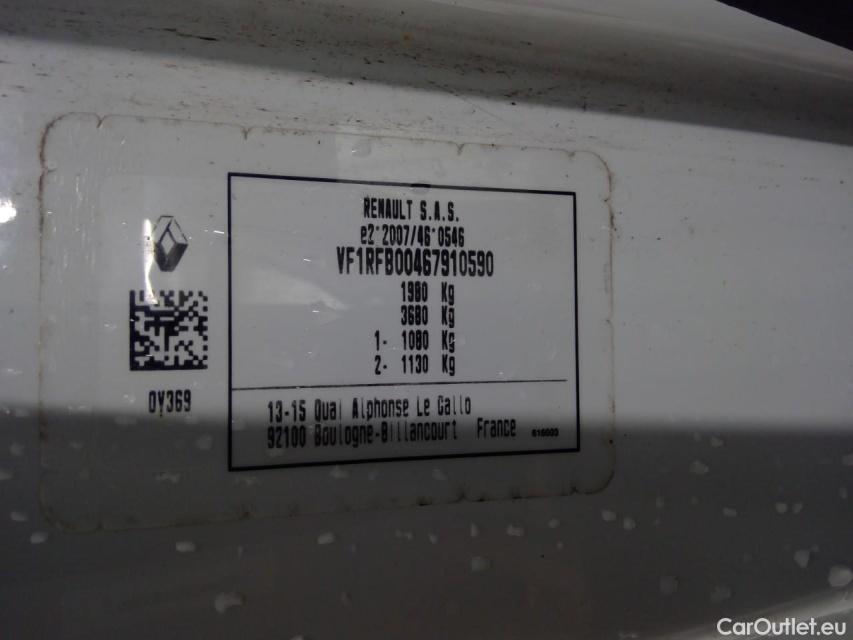 RENAULT S.A.S.
e2*2007/46*0546
VF1RFB00467910590
1980 Kg
3680 Kg
1- 1080 Kg
2- 1130 Kg
0Y369
13-15 Quai Alphonse Le Gallo
92100 Boulogne-Billancourt France
CarOutlet.eu